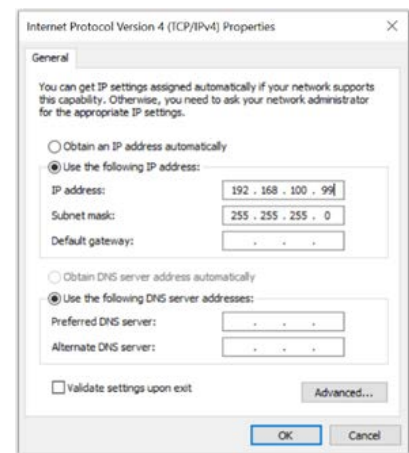 Internet Protocol Version 4 (TCP/IPv4) Properties
General
You can get IP settings assigned automatically if your network supports
this capability. Otherwise, you need to ask your network administrator
for the appropriate IP settings.
Obtain an IP address automatically
Use the following IP address:
IP address: 192 . 168 . 100 . 99
Subnet mask: 255 . 255 . 255 . 0
Default gateway: . . .
Obtain DNS server address automatically
Use the following DNS server addresses:
Preferred DNS server: . . .
Alternate DNS server: . . .
Validate settings upon exit
Advanced...
OK Cancel